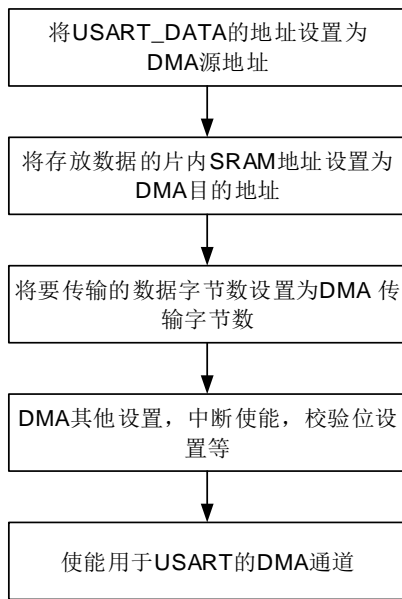 将USART_DATA的地址设置为
DMA源地址
将存放数据的片内SRAM地址设置为
DMA目的地址
将要传输的数据字节数设置为DMA 传
输字节数
DMA其他设置，中断使能，校验位设
置等
使能用于USART的DMA通道